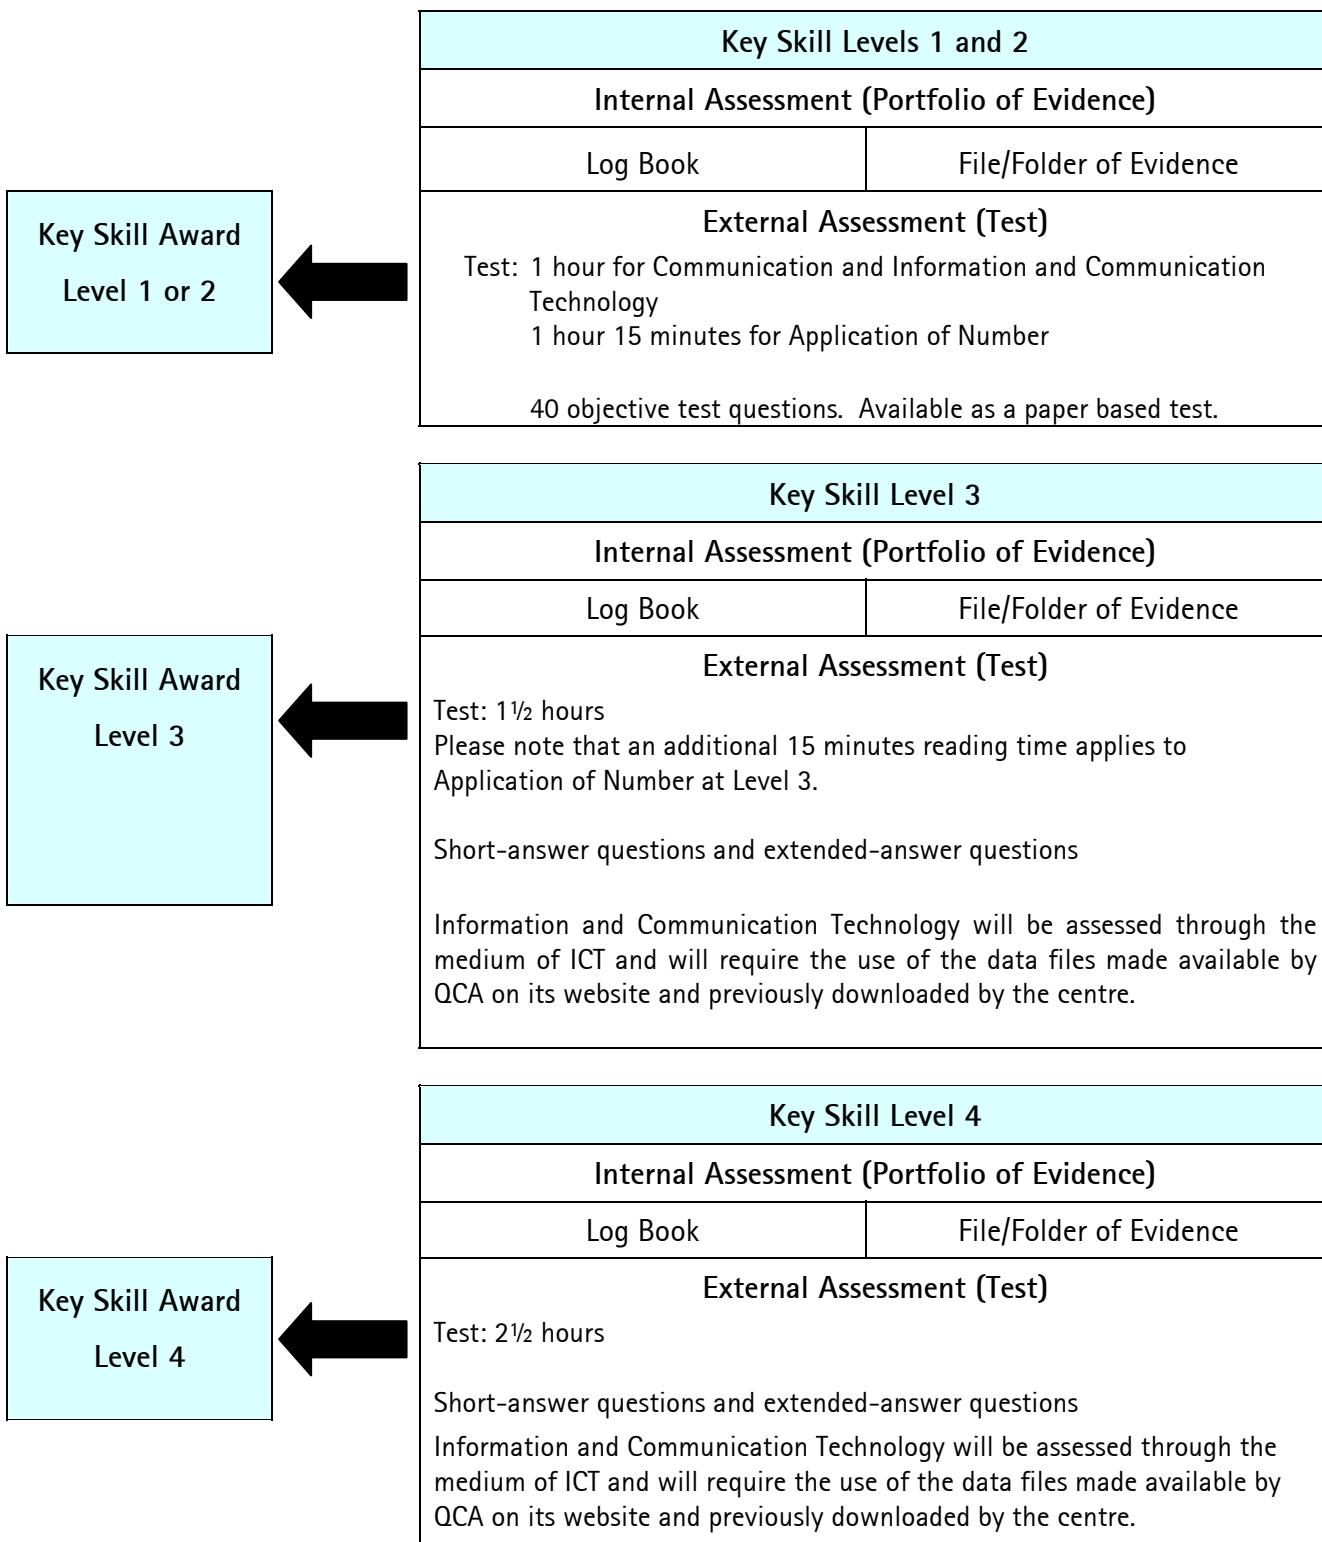 Key Skill Levels 1 and 2
Internal Assessment (Portfolio of Evidence)
Log Book
File/Folder of Evidence
Key Skill Award
Level 1 or 2
External Assessment (Test)
Test: 1 hour for Communication and Information and Communication
Technology
1 hour 15 minutes for Application of Number
40 objective test questions. Available as a paper based test.
Key Skill Level 3
Internal Assessment (Portfolio of Evidence)
Log Book
File/Folder of Evidence
Key Skill Award
Level 3
External Assessment (Test)
Test: 1½ hours
Please note that an additional 15 minutes reading time applies to
Application of Number at Level 3.
Short-answer questions and extended-answer questions
Information and Communication Technology will be assessed through the
medium of ICT and will require the use of the data files made available by
QCA on its website and previously downloaded by the centre.
Key Skill Level 4
Internal Assessment (Portfolio of Evidence)
Log Book
File/Folder of Evidence
Key Skill Award
Level 4
External Assessment (Test)
Test: 2½ hours
Short-answer questions and extended-answer questions
Information and Communication Technology will be assessed through the
medium of ICT and will require the use of the data files made available by
QCA on its website and previously downloaded by the centre.